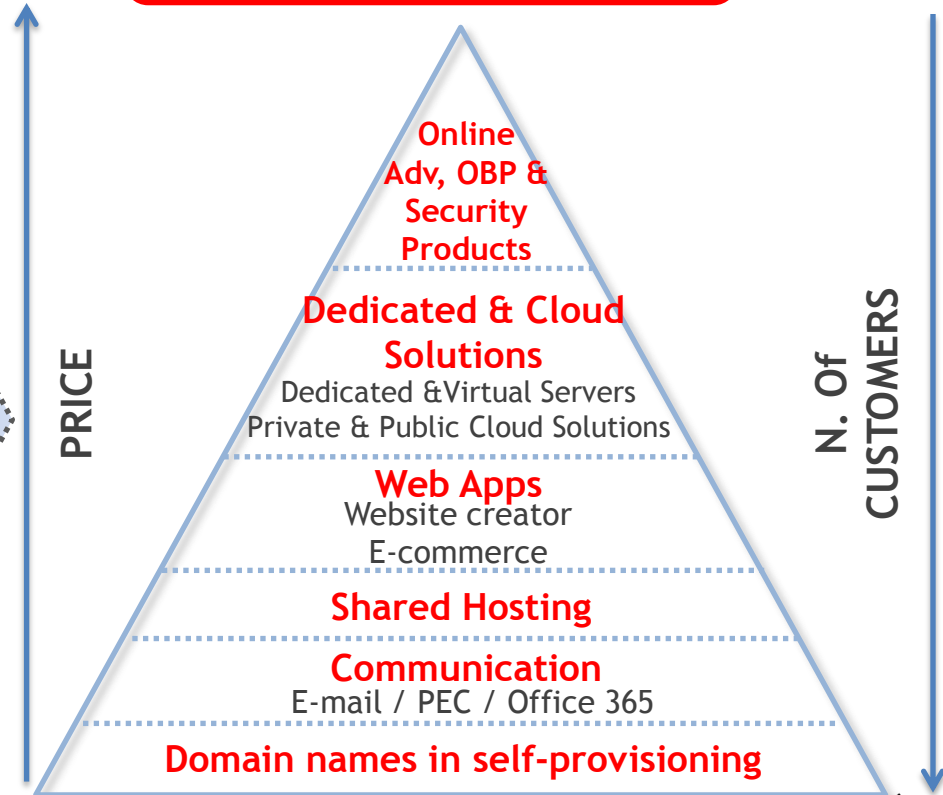 Online
Adv, OBP &
Security
Products
Dedicated & Cloud
Solutions
Dedicated &Virtual Servers
Private & Public Cloud Solutions
Web Apps
Website creator
E-commerce
Shared Hosting
Communication
E-mail / PEC / Office 365
Domain names in self-provisioning
PRICE
N. Of
CUSTOMERS